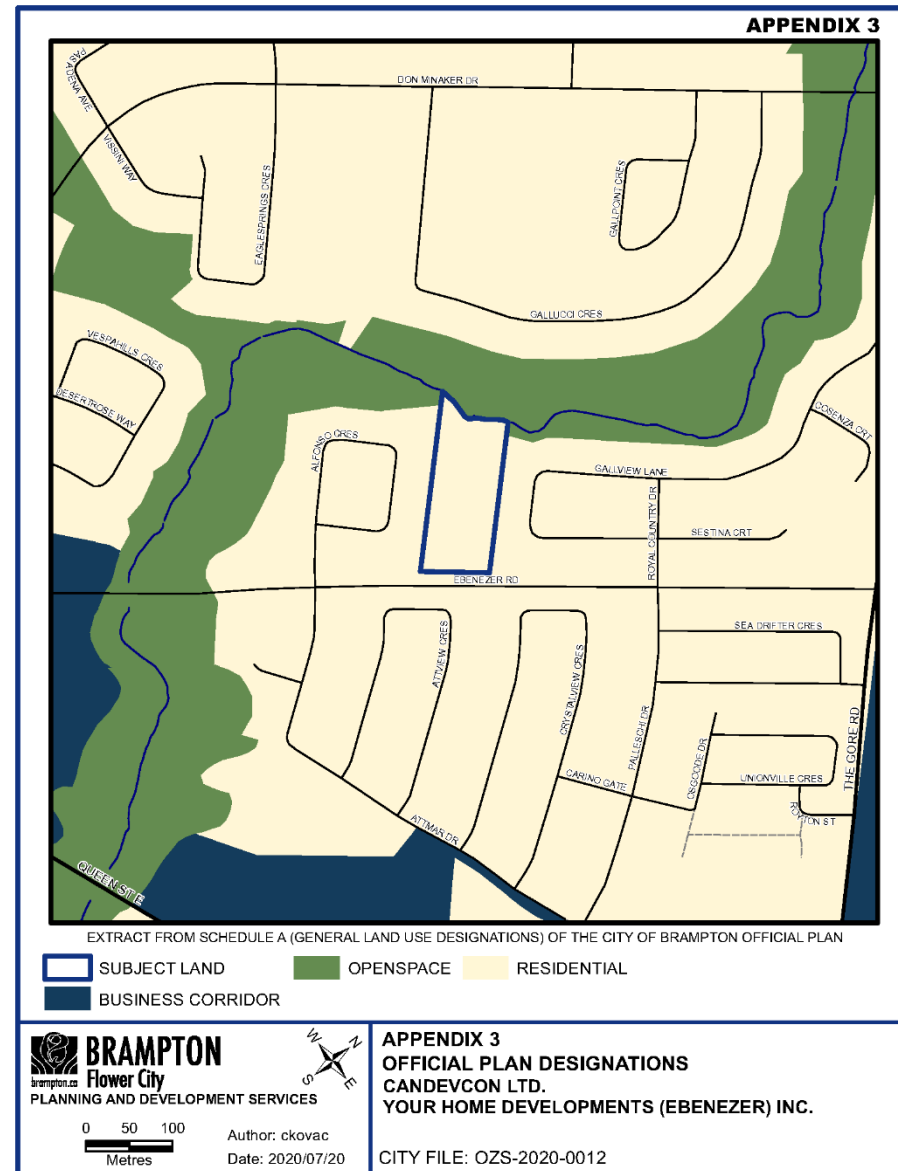 APPENDIX 3
PASADENA AVE
DON MINAKER DR
VISSINI WAY
EAGLESPRINGS CRES
GALLPOINT CRES
GALLUCCI CRES
VESPAHILLS CRES
DESERTROSE WAY
COSENZA CRT
ALFONSO CRES
GALLVIEW LANE
ROYAL COUNTRY DR
SESTINA CRT
EBENEZER RD
SEA DRIFTER CRES
ATTVIEW CRES
CRYSTALVIEW CRES
PALLESCHI DR
THE GORE RD
OSGOODE DR
CARINO GATE
UNIONVILLE CRES
ROYTON ST
ATTMAR DR
QUEEN ST E
EXTRACT FROM SCHEDULE A (GENERAL LAND USE DESIGNATIONS) OF THE CITY OF BRAMPTON OFFICIAL PLAN
SUBJECT LAND OPENSPACE RESIDENTIAL
BUSINESS CORRIDOR
BRAMPTON
brampton.ca Flower City
PLANNING AND DEVELOPMENT SERVICES
W N
S E
0 50 100
Metres
Author: ckovac
Date: 2020/07/20
APPENDIX 3
OFFICIAL PLAN DESIGNATIONS
CANDEVCON LTD.
YOUR HOME DEVELOPMENTS (EBENEZER) INC.
CITY FILE: OZS-2020-0012